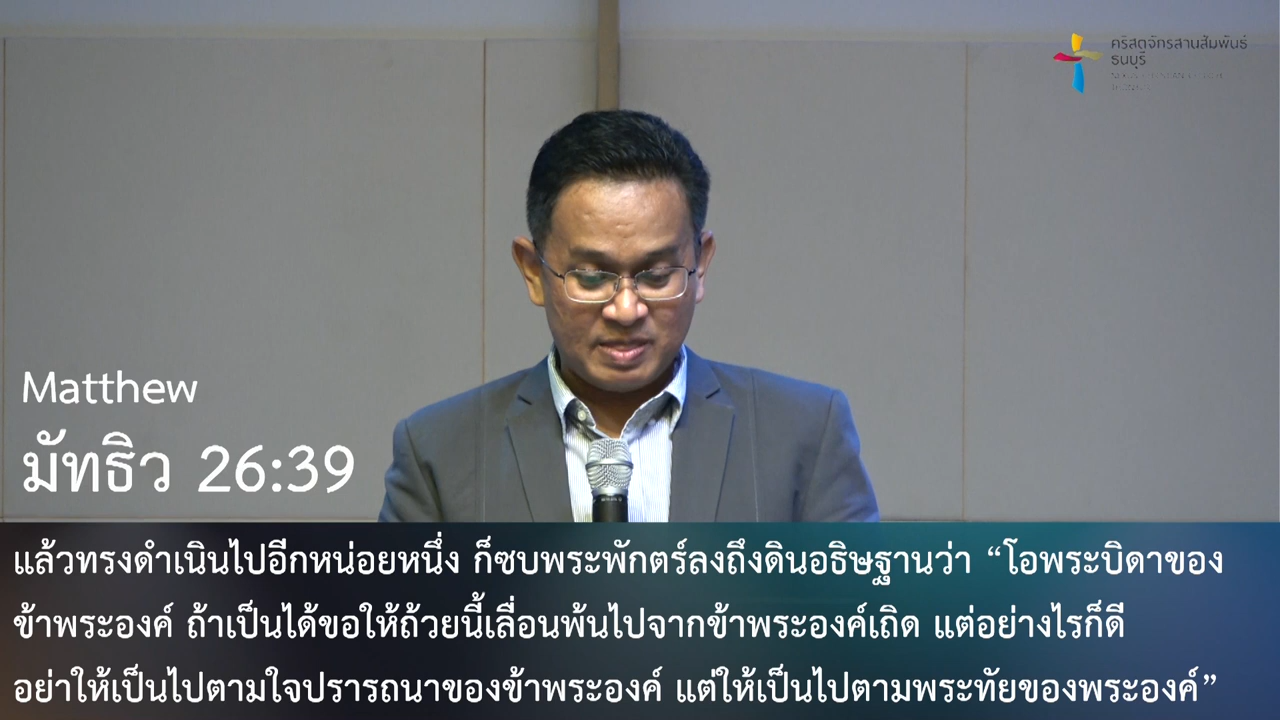 คริสตจักรสานสัมพันธ์
ธนบุรี
Matthew
มัทธิว 26:39
แล้วทรงดำเนินไปอีกหน่อยหนึ่ง ก็ซบพระพักตร์ลงถึงดินอธิษฐานว่า “โอพระบิดาของ
ข้าพระองค์ ถ้าเป็นได้ขอให้ถ้วยนี้เลื่อนพ้นไปจากข้าพระองค์เถิด แต่อย่างไรก็ดี
อย่าให้เป็นไปตามใจปรารถนาของข้าพระองค์ แต่ให้เป็นไปตามพระทัยของพระองค์”